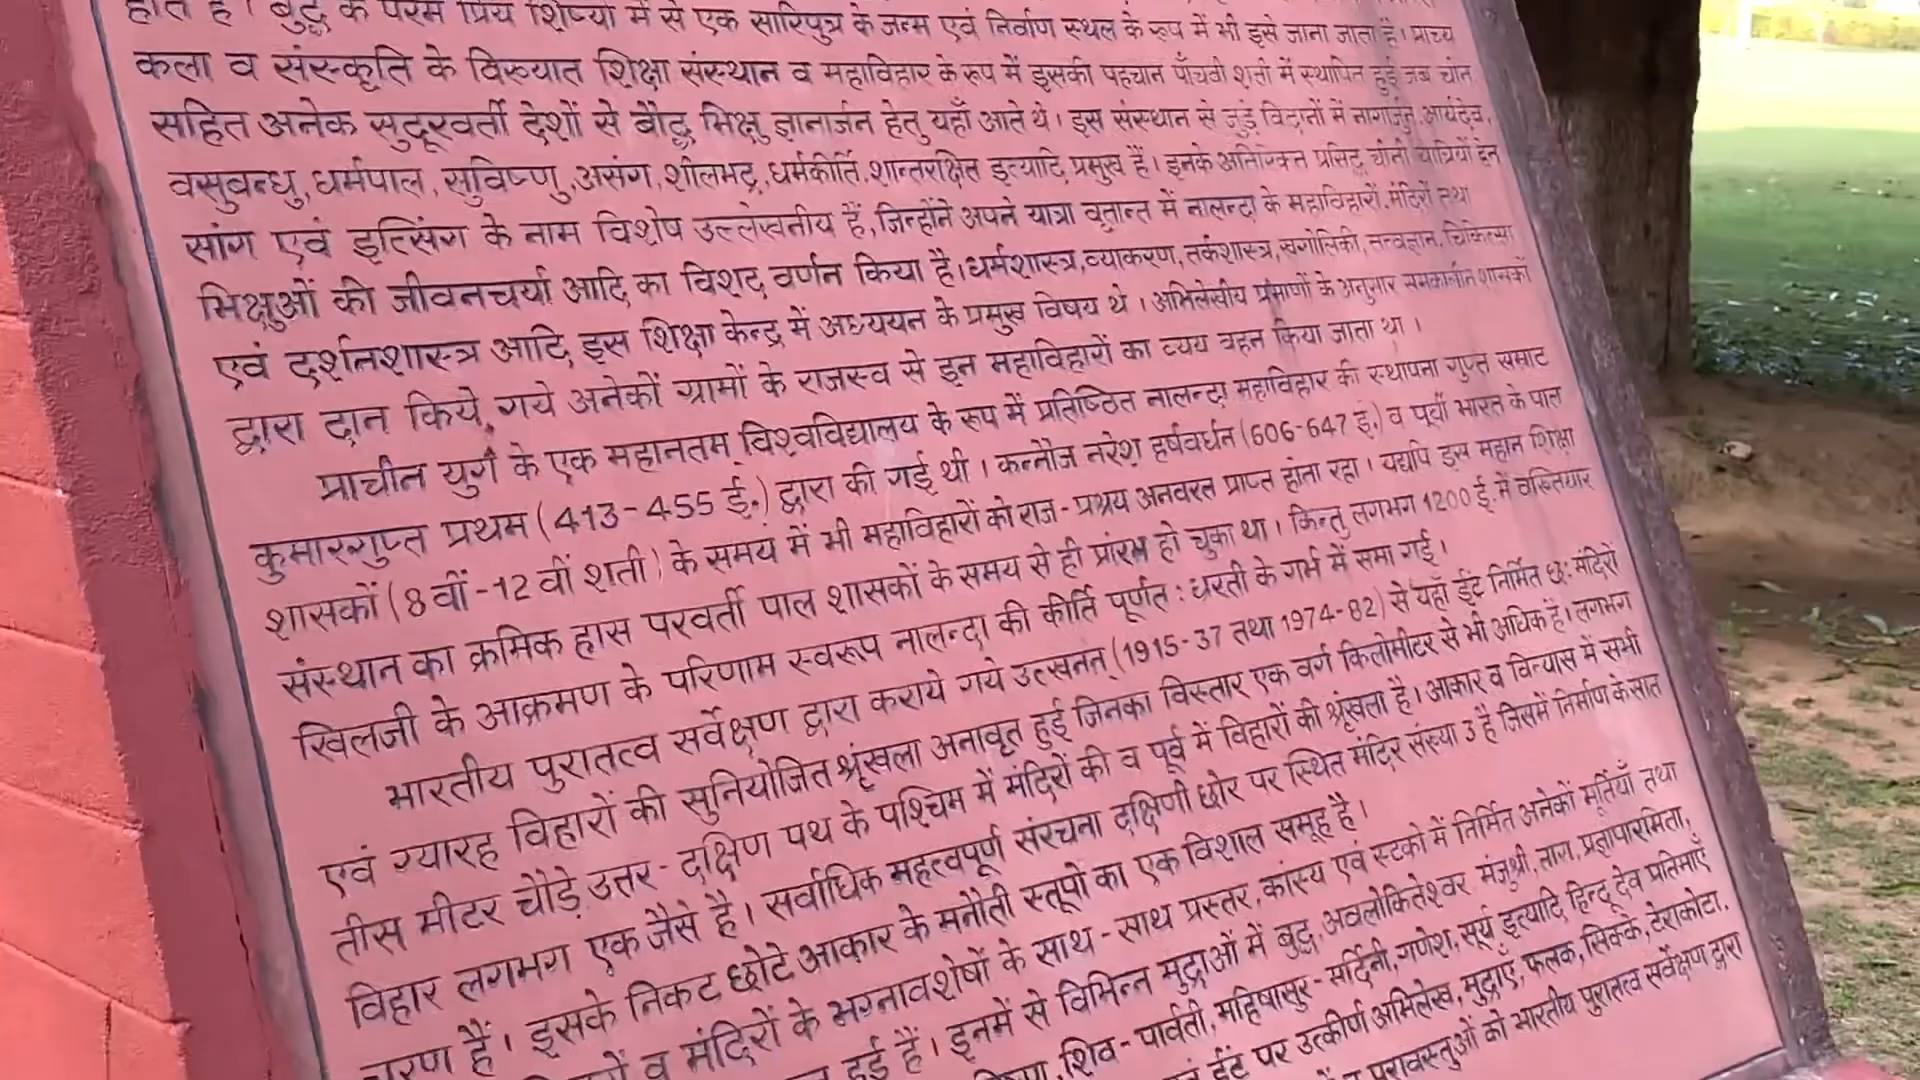 होते हैं। बुद्ध के परम प्रिय शिष्यों में से एक सारिपुत्र के जन्म एवं निर्वाण स्थल के रूप में भी इसे जाना जाता है। प्राच्य
कला व संस्कृति के विख्यात शिक्षा संस्थान व महाविहार के रूप में इसकी पहचान पाँचवी शती में स्थापित हुई जब चीन
सहित अनेक सुदूरवर्ती देशों से बौद्ध भिक्षु ज्ञानार्जन हेतु यहाँ आते थे। इस संस्थान से जुड़े विद्वानों में नागार्जुन, आर्यदेव,
वसुबन्धु, धर्मपाल, सुविष्णु, असंग, शीलभद्र, धर्मकीर्ति, शान्तरक्षित इत्यादि प्रमुख हैं। इनके अतिरिक्त प्रसिद्ध चीनी यात्रियों हेन
सांग एवं इत्सिंग के नाम विशेष उल्लेखनीय हैं, जिन्होंने अपने यात्रा वृतान्त में नालन्दा के महाविहारों, मंदिरों तथा
भिक्षुओं की जीवनचर्या आदि का विशद वर्णन किया है। धर्मशास्त्र, व्याकरण, तर्कशास्त्र, खगोलिकी, तत्वज्ञान, चिकित्सा
एवं दर्शनशास्त्र आदि इस शिक्षा केन्द्र में अध्ययन के प्रमुख विषय थे। अभिलेखीय प्रमाणों के अनुसार समकालीन शासकों
द्वारा दान किये गये अनेकों ग्रामों के राजस्व से इन महाविहारों का व्यय वहन किया जाता था।
प्राचीन युग के एक महानतम विश्वविद्यालय के रूप में प्रतिष्ठित नालन्दा महाविहार की स्थापना गुप्त सम्राट
कुमारगुप्त प्रथम (413-455 ई.) द्वारा की गई थी। कन्नौज नरेश हर्षवर्धन (606-647 ई.) व पूर्वी भारत के पाल
शासकों (8वीं-12वीं शती) के समय में भी महाविहारों को राज-प्रश्रय अनवरत प्राप्त होता रहा। यद्यपि इस महान शिक्षा
संस्थान का क्रमिक ह्रास परवर्ती पाल शासकों के समय से ही प्रारंभ हो चुका था। किन्तु लगभग 1200 ई. में बख्तियार
खिलजी के आक्रमण के परिणाम स्वरूप नालन्दा की कीर्ति पूर्णत: धरती के गर्भ में समा गई।
भारतीय पुरातत्व सर्वेक्षण द्वारा कराये गये उत्खनन् (1915-37 तथा 1974-82) से यहाँ ईंट निर्मित छ: मंदिरों
एवं ग्यारह विहारों की सुनियोजित श्रृंखला अनावृत हुई जिनका विस्तार एक वर्ग किलोमीटर से भी अधिक है। लगभग
तीस मीटर चौड़े उत्तर-दक्षिण पथ के पश्चिम में मंदिरों की व पूर्व में विहारों की श्रृंखला है। आकार व विन्यास में सभी
विहार लगभग एक जैसे है। सर्वाधिक महत्वपूर्ण संरचना दक्षिणी छोर पर स्थित मंदिर संख्या 3 है जिसमें निर्माण के सात
चरण हैं। इसके निकट छोटे आकार के मनौती स्तूपों का एक विशाल समूह है।
व मंदिरों के भग्नावशेषों के साथ-साथ प्रस्तर, कांस्य एवं स्टको में निर्मित अनेकों मूर्तियाँ तथा
हुई हैं। इनमें से विभिन्न मुद्राओं में बुद्ध, अवलोकितेश्वर मंजुश्री, तारा, प्रज्ञापारमिता,
शिव-पार्वती, महिषासुर-मर्दिनी, गणेश, सूर्य इत्यादि हिन्दू देव प्रतिमाएँ
ईंट पर उत्कीर्ण अभिलेख, मुद्राएँ, फलक, सिक्के, टेराकोटा,
पुरावस्तुओं को भारतीय पुरातत्व सर्वेक्षण द्वारा